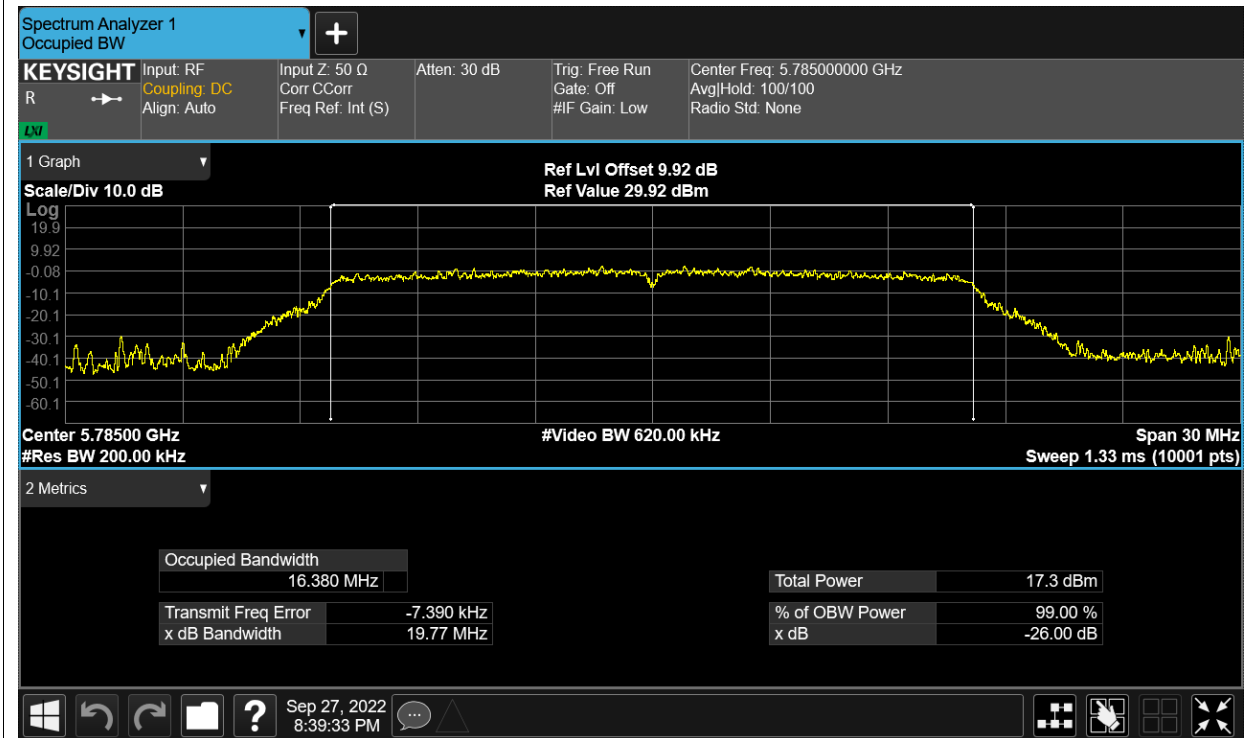 Spectrum Analyzer 1
Occupied BW
+
KEYSIGHT
R
LXI
Input: RF
Coupling: DC
Align: Auto
Input Z: 50 Ω
Corr CCorr
Freq Ref: Int (S)
Atten: 30 dB
Trig: Free Run
Gate: Off
#IF Gain: Low
Center Freq: 5.785000000 GHz
Avg|Hold: 100/100
Radio Std: None
1 Graph
Scale/Div 10.0 dB
Ref Lvl Offset 9.92 dB
Ref Value 29.92 dBm
Log
19.9
9.92
-0.08
-10.1
-20.1
-30.1
-40.1
-50.1
-60.1
Center 5.78500 GHz
#Video BW 620.00 kHz
Span 30 MHz
#Res BW 200.00 kHz
Sweep 1.33 ms (10001 pts)
2 Metrics
Occupied Bandwidth
16.380 MHz
Total Power 17.3 dBm
Transmit Freq Error -7.390 kHz
% of OBW Power 99.00 %
x dB Bandwidth 19.77 MHz
x dB -26.00 dB
?
Sep 27, 2022
8:39:33 PM